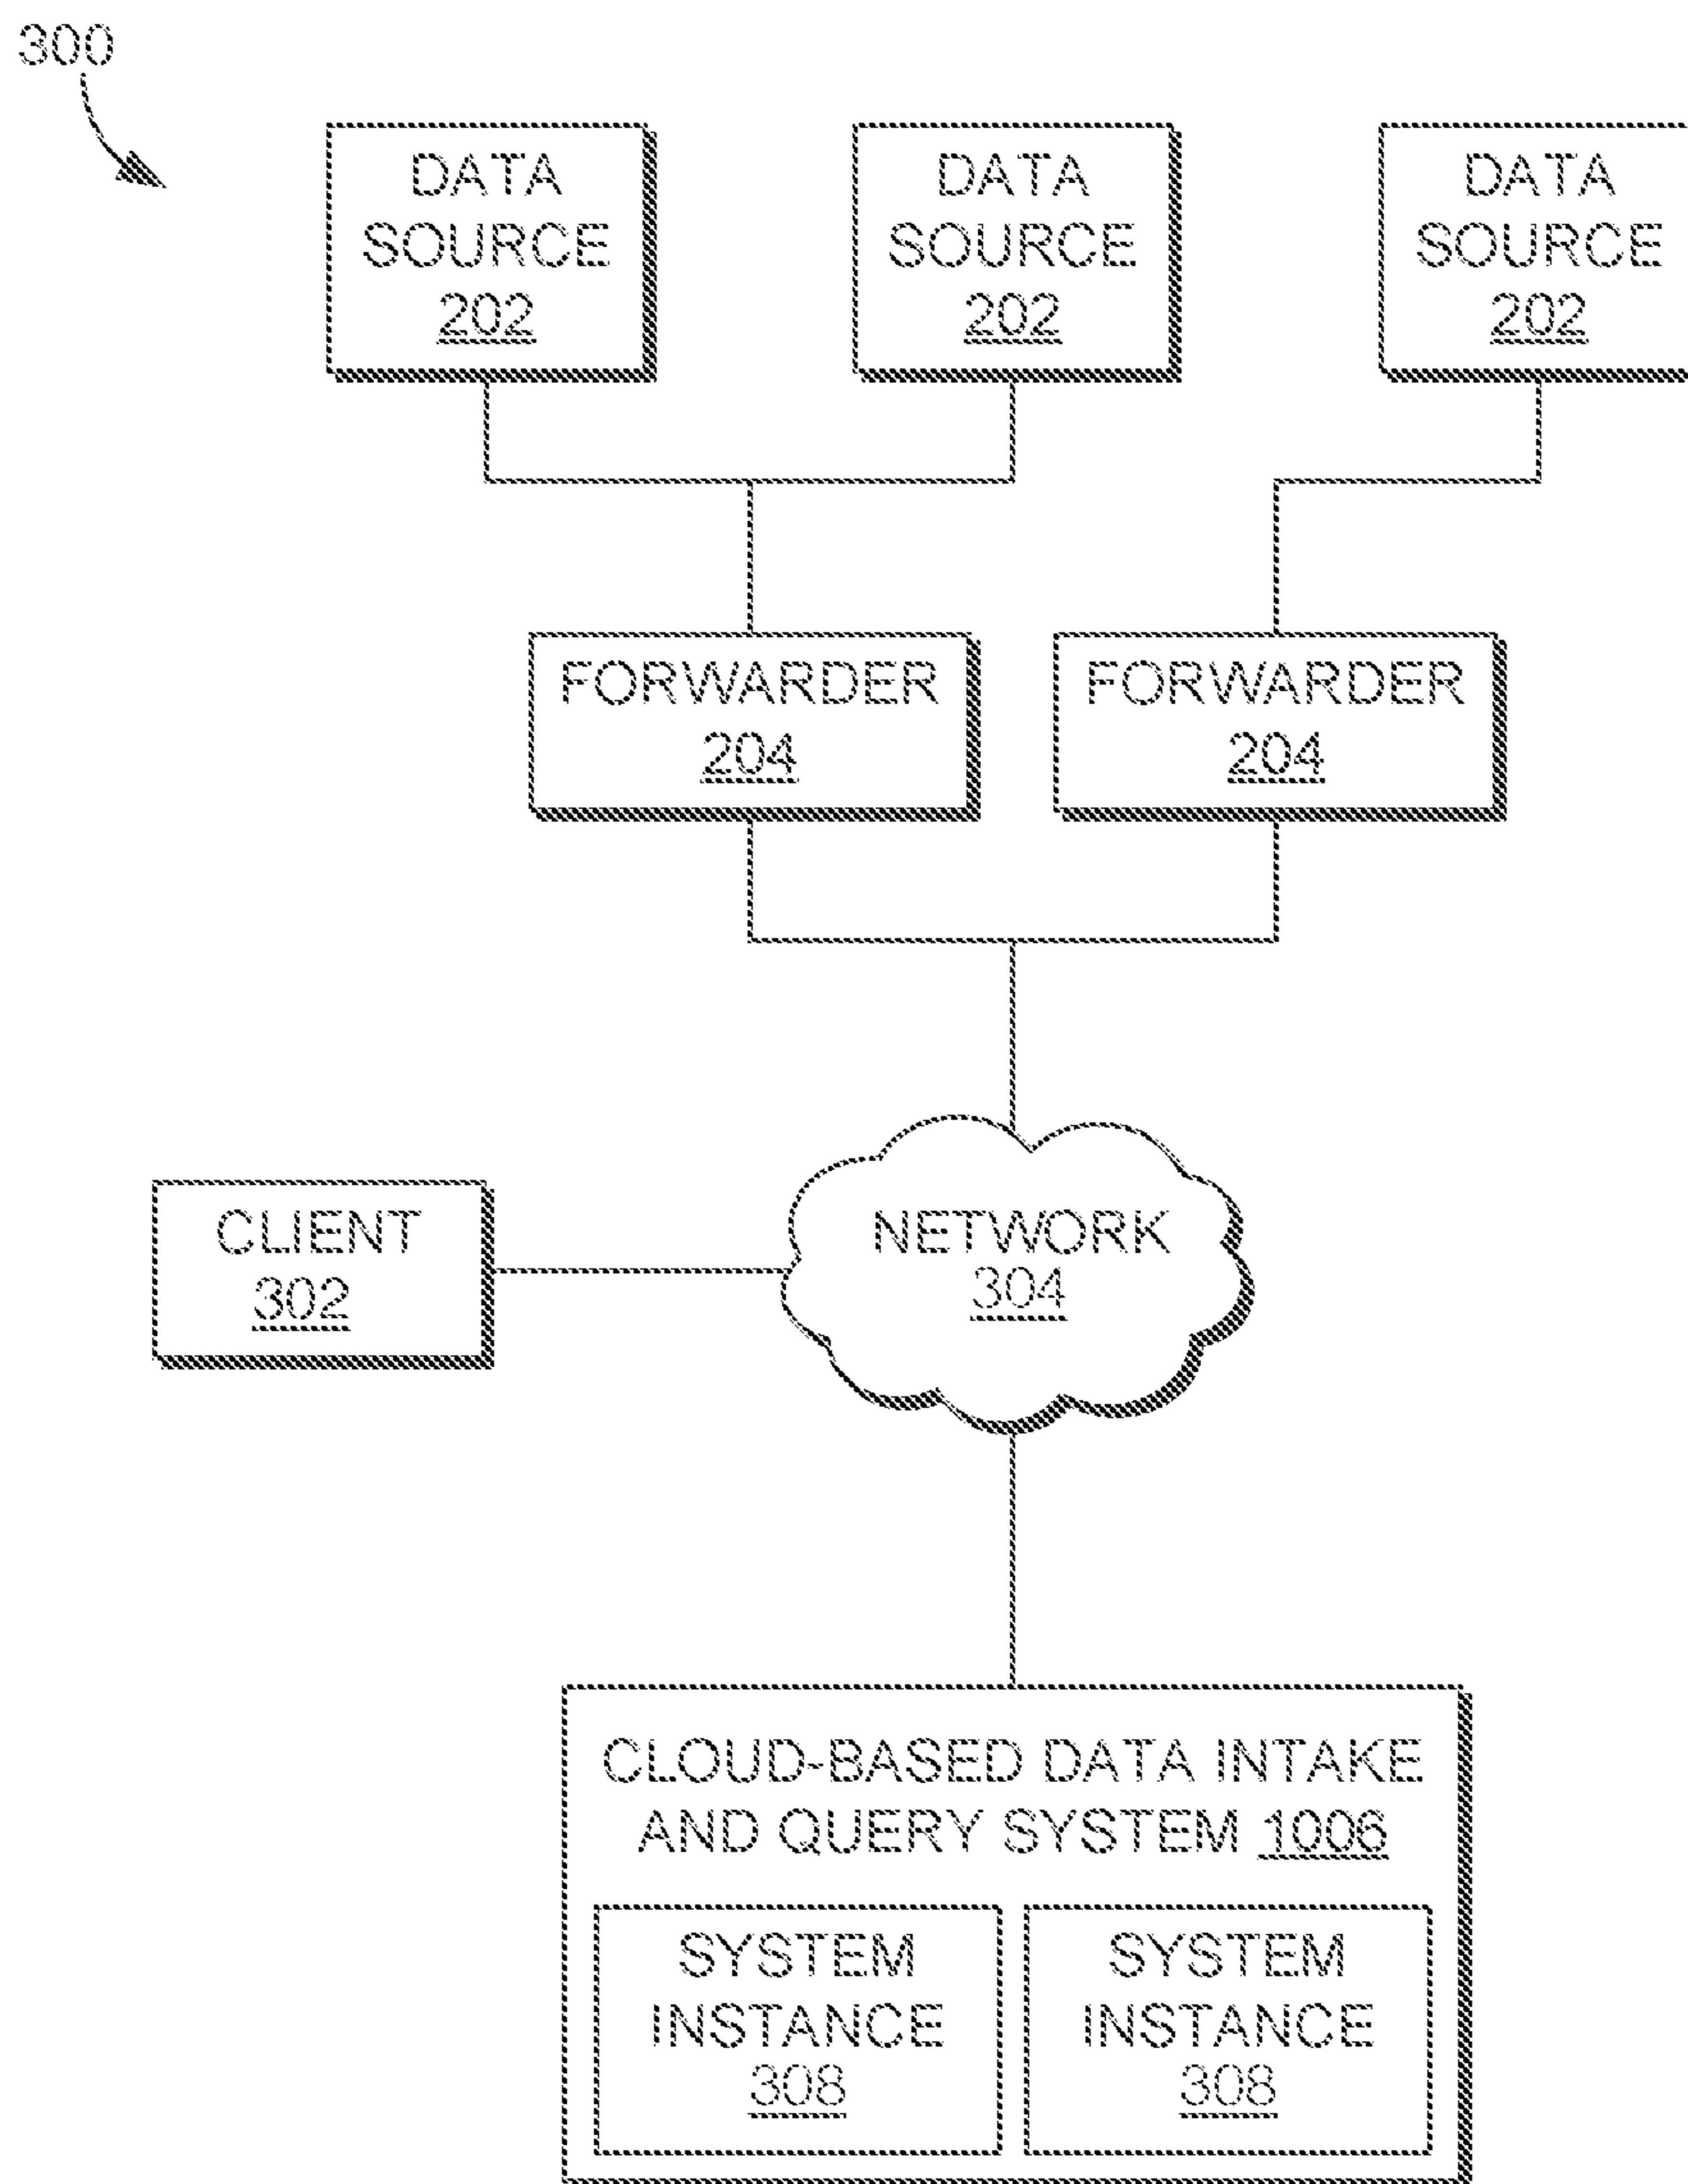 300
DATA
SOURCE
202
DATA
SOURCE
202
DATA
SOURCE
202
FORWARDER
204
FORWARDER
204
CLIENT
302
NETWORK
304
CLOUD-BASED DATA INTAKE
AND QUERY SYSTEM 1006
SYSTEM
INSTANCE
308
SYSTEM
INSTANCE
308